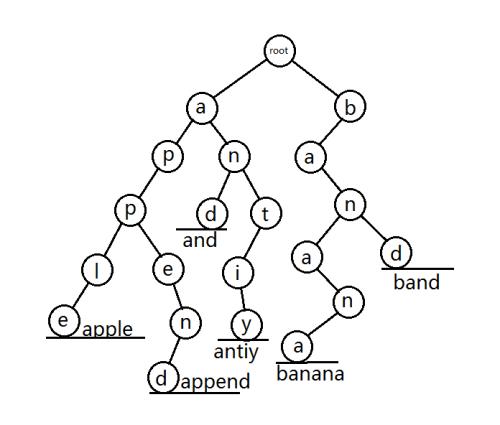 root
a b
p n a
p d t n
and
l e i a d
band
e apple n y n
antiy
d append a
banana